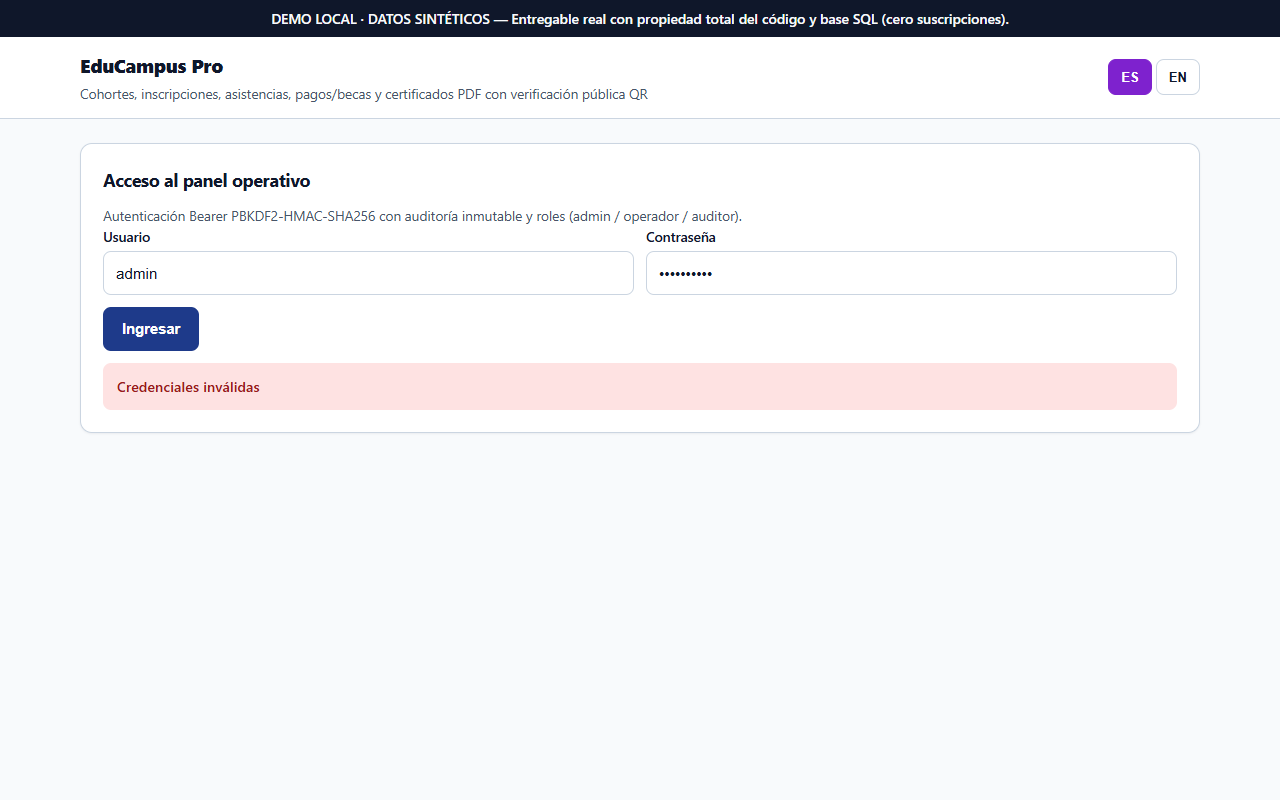 DEMO LOCAL · DATOS SINTÉTICOS — Entregable real con propiedad total del código y base SQL (cero suscripciones).
EduCampus Pro
Cohortes, inscripciones, asistencias, pagos/becas y certificados PDF con verificación pública QR
ES
EN
Acceso al panel operativo
Autenticación Bearer PBKDF2-HMAC-SHA256 con auditoría inmutable y roles (admin / operador / auditor).
Usuario
Contraseña
admin
••••••••••
Ingresar
Credenciales inválidas